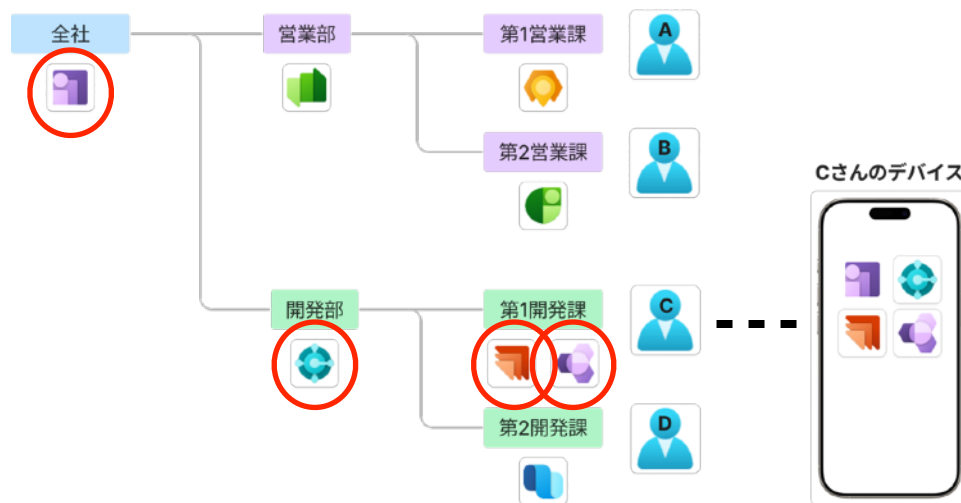 全社
営業部
第1営業課
A
第2営業課
B
Cさんのデバイス
開発部
第1開発課
C
第2開発課
D